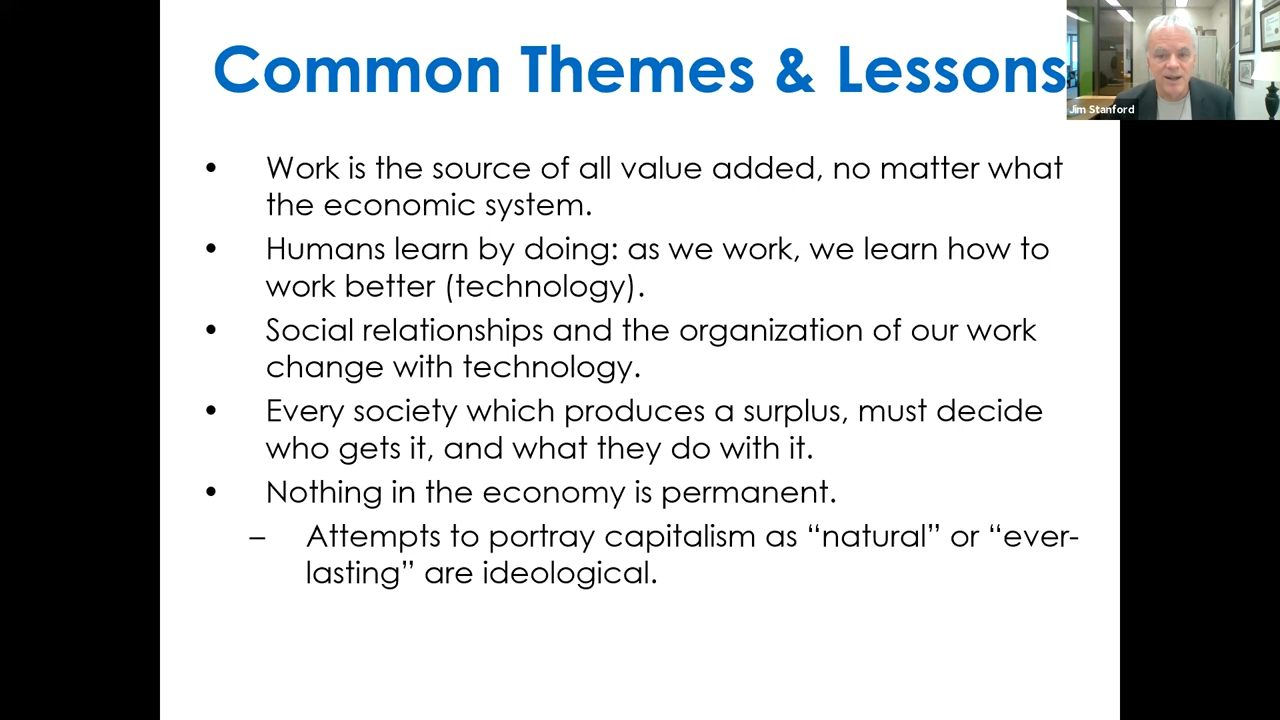 Common Themes & Lessons
Jim Stanford
• Work is the source of all value added, no matter what
the economic system.
• Humans learn by doing: as we work, we learn how to
work better (technology).
• Social relationships and the organization of our work
change with technology.
• Every society which produces a surplus, must decide
who gets it, and what they do with it.
• Nothing in the economy is permanent.
– Attempts to portray capitalism as “natural” or “ever-
lasting” are ideological.